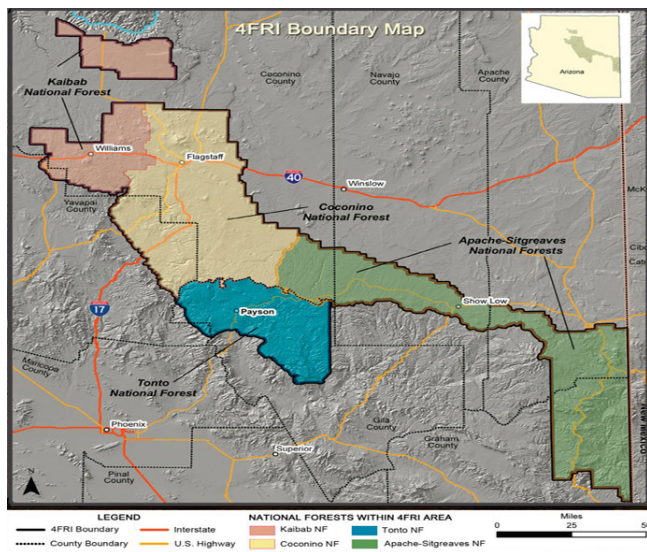 4FRI Boundary Map
Coconino
County
Navajo
County
Apache
County
Arizona
Kaibab
National Forest
Williams
Flagstaff
40
Winslow
Yavapai
County
Coconino
National Forest
Apache-Sitgreaves
National Forests
Show Low
17
Payson
Tonto
National Forest
Maricopa
County
Phoenix
Superior
Gila
County
Graham
County
Pinal
County
NEW MEXICO
N
LEGEND
4FRI Boundary
County Boundary
Interstate
U.S. Highway
NATIONAL FORESTS WITHIN 4FRI AREA
Kaibab NF
Coconino NF
Tonto NF
Apache-Sitgreaves NF
Miles
0
25